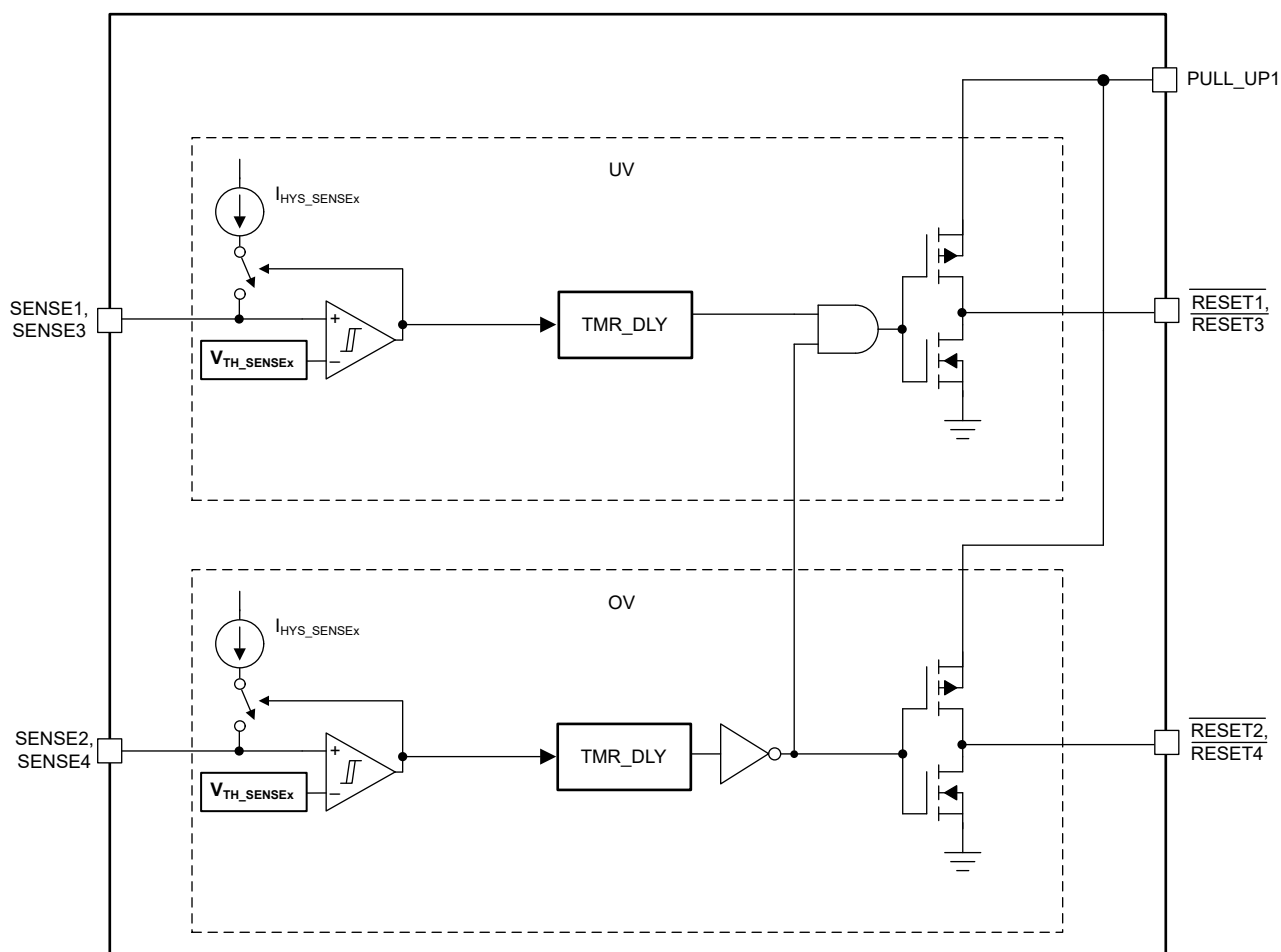 PULL_UP1
UV
I_HYS_SENSEx
SENSE1,
SENSE3
+
V_TH_SENSEx
−
TMR_DLY
RESET1,
RESET3
OV
I_HYS_SENSEx
SENSE2,
SENSE4
+
V_TH_SENSEx
−
TMR_DLY
RESET2,
RESET4